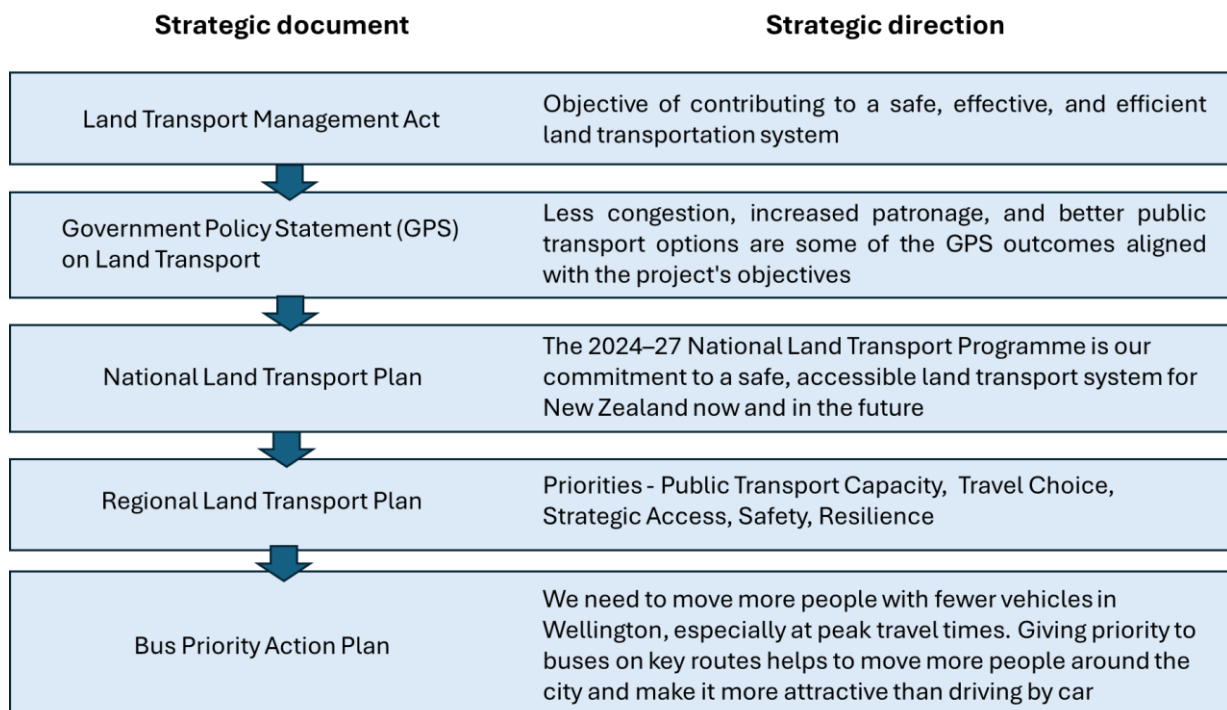 Strategic document
Strategic direction
Land Transport Management Act
Objective of contributing to a safe, effective, and efficient
land transportation system
Government Policy Statement (GPS)
on Land Transport
Less congestion, increased patronage, and better public
transport options are some of the GPS outcomes aligned
with the project's objectives
National Land Transport Plan
The 2024–27 National Land Transport Programme is our
commitment to a safe, accessible land transport system for
New Zealand now and in the future
Regional Land Transport Plan
Priorities - Public Transport Capacity, Travel Choice,
Strategic Access, Safety, Resilience
Bus Priority Action Plan
We need to move more people with fewer vehicles in
Wellington, especially at peak travel times. Giving priority to
buses on key routes helps to move more people around the
city and make it more attractive than driving by car